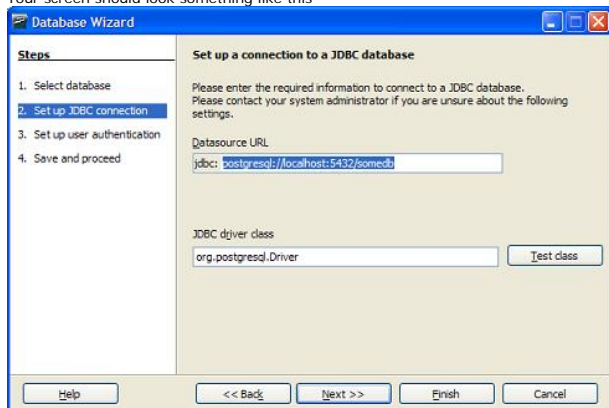 Your screen should look something like this
Database Wizard
Steps
1. Select database
2. Set up JDBC connection
3. Set up user authentication
4. Save and proceed
Set up a connection to a JDBC database
Please enter the required information to connect to a JDBC database.
Please contact your system administrator if you are unsure about the following
settings.
Datasource URL
jdbc: postgresql://localhost:5432/somedb
JDBC driver class
org.postgresql.Driver
Test class
Help
<< Back
Next >>
Finish
Cancel